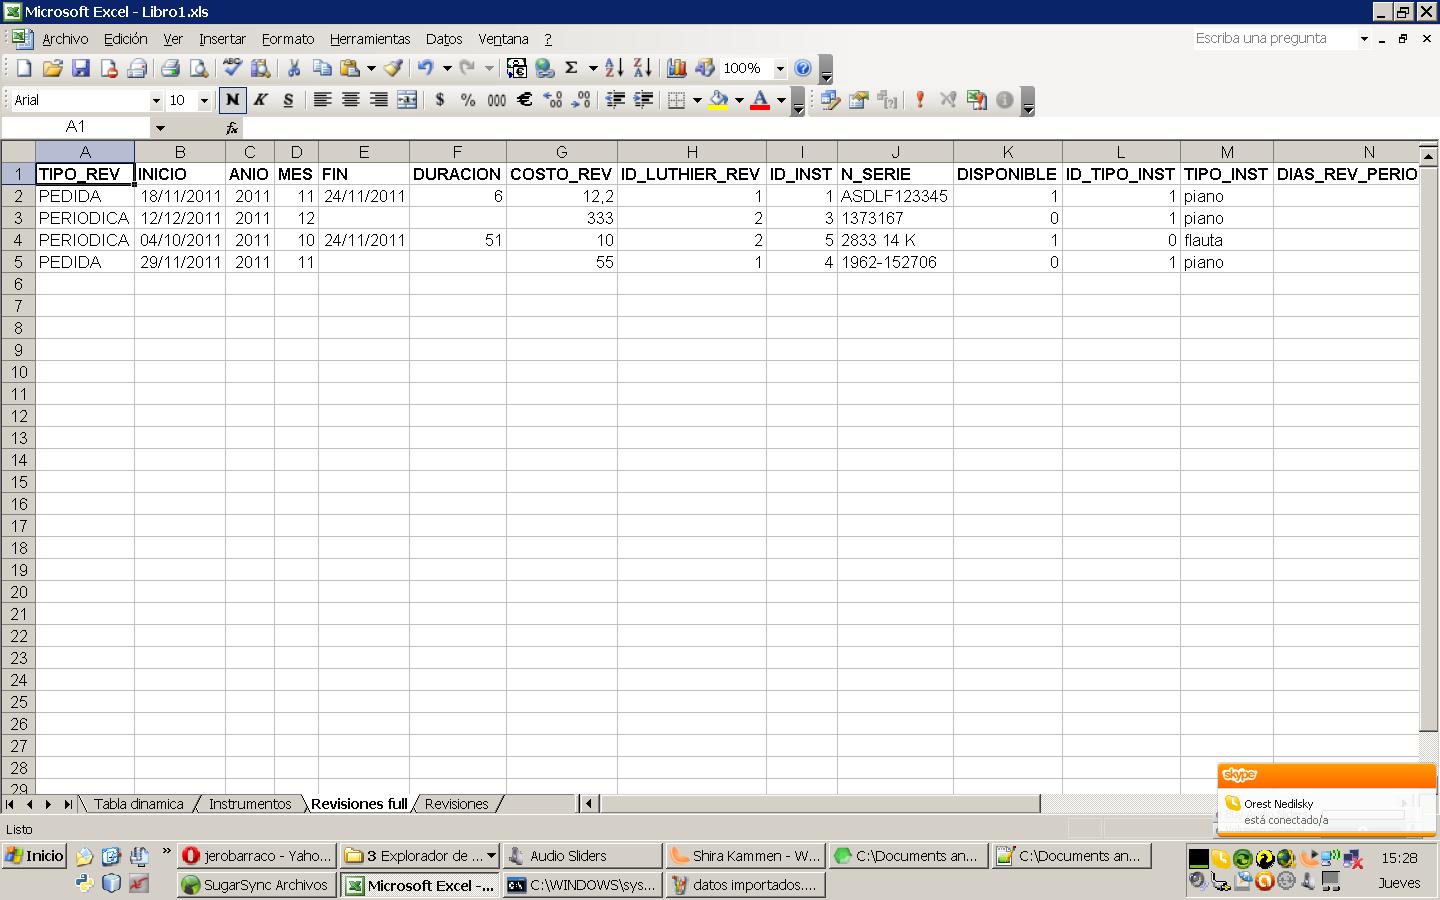 Microsoft Excel - Libro1.xls
Archivo Edición Ver Insertar Formato Herramientas Datos Ventana ? Escriba una pregunta
100%
Arial 10 N K S $ % 000 €
A1 fx
A B C D E F G H I J K L M N
1 TIPO_REV INICIO ANIO MES FIN DURACION COSTO_REV ID_LUTHIER_REV ID_INST N_SERIE DISPONIBLE ID_TIPO_INST TIPO_INST DIAS_REV_PERIO
2 PEDIDA 18/11/2011 2011 11 24/11/2011 6 12,2 1 1 ASDLF123345 1 1 piano
3 PERIODICA 12/12/2011 2011 12 333 2 3 1373167 0 1 piano
4 PERIODICA 04/10/2011 2011 10 24/11/2011 51 10 2 5 2833 14 K 1 0 flauta
5 PEDIDA 29/11/2011 2011 11 55 1 4 1962-152706 0 1 piano
6
7
8
9
10
11
12
13
14
15
16
17
18
19
20
21
22
23
24
25
26
27
28
29
skype
Orest Nedilsky
está conectado/a
Tabla dinamica Instrumentos Revisiones full Revisiones
Listo
Inicio » jerobarraco - Yaho... 3 Explorador de ... Audio Sliders Shira Kammen - W... C:\Documents an... C:\Documents an... 15:28
SugarSync Archivos Microsoft Excel -... C:\WINDOWS\sys... datos importados.... Jueves